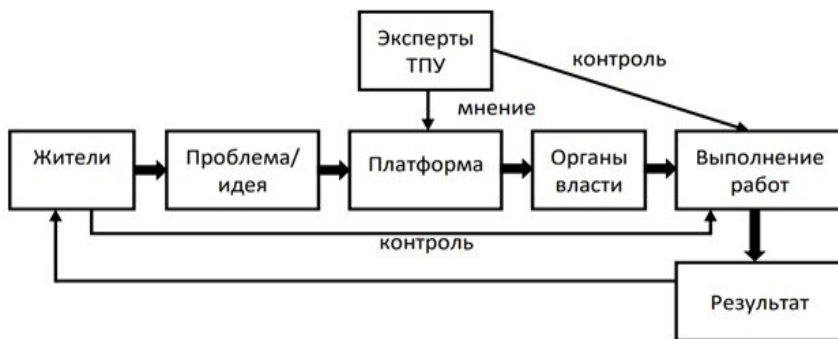 Эксперты
ТПУ
контроль
мнение
Жители
Проблема/
идея
Платформа
Органы
власти
Выполнение
работ
контроль
Результат